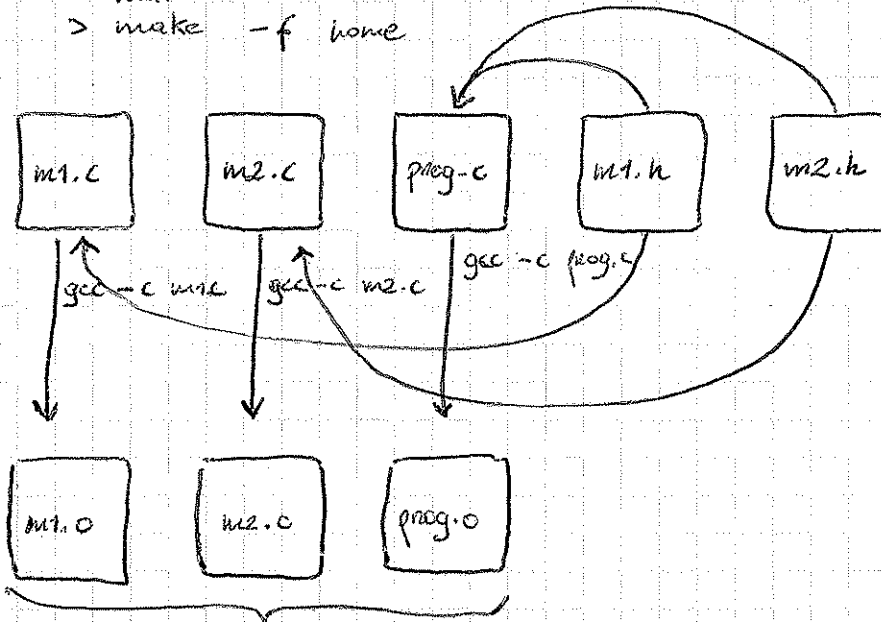 > make -f home
m1.c m2.c prog.c m1.h m2.h
gcc -c m1.c gcc -c m2.c gcc -c prog.c
m1.o m2.o prog.o